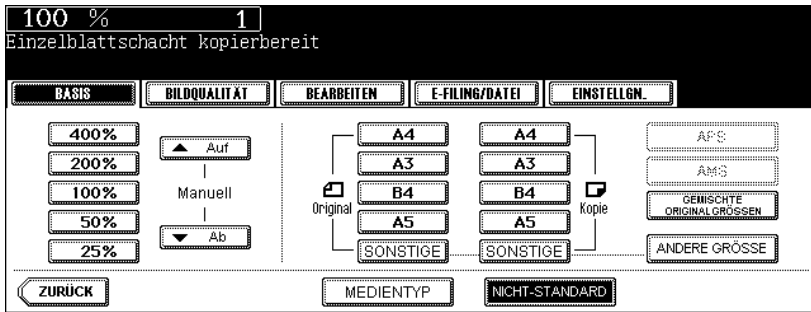 100 % 1
Einzelblattschacht kopierbereit
BASIS BILDQUALITÄT BEARBEITEN E-FILING/DATEI EINSTELLGN_
400% Auf A4 A4 APS
200% A3 A3 AMS
100% Manuell Original B4 B4 Kopie GEMISCHTE
ORIGINALGRÖSSEN
50% Ab A5 A5
25% SONSTIGE SONSTIGE ANDERE GRÖSSE
ZURÜCK MEDIENTYP NICHT-STANDARD